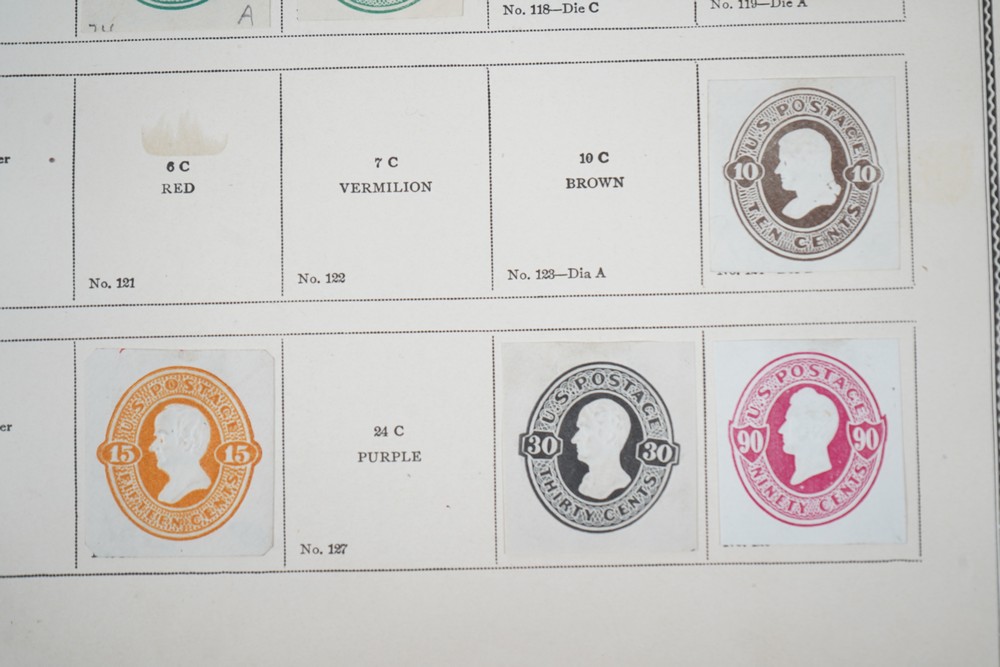 A
No. 118—Die C
No. 119—Die A
er
6 C
RED
No. 121
7 C
VERMILION
No. 122
10 C
BROWN
No. 123—Dia A
U.S. POSTAGE
10 10
TEN CENTS
er
U.S. POSTAGE
15 15
FIFTEEN CENTS
24 C
PURPLE
No. 127
U.S. POSTAGE
30 30
THIRTY CENTS
U.S. POSTAGE
90 90
NINETY CENTS